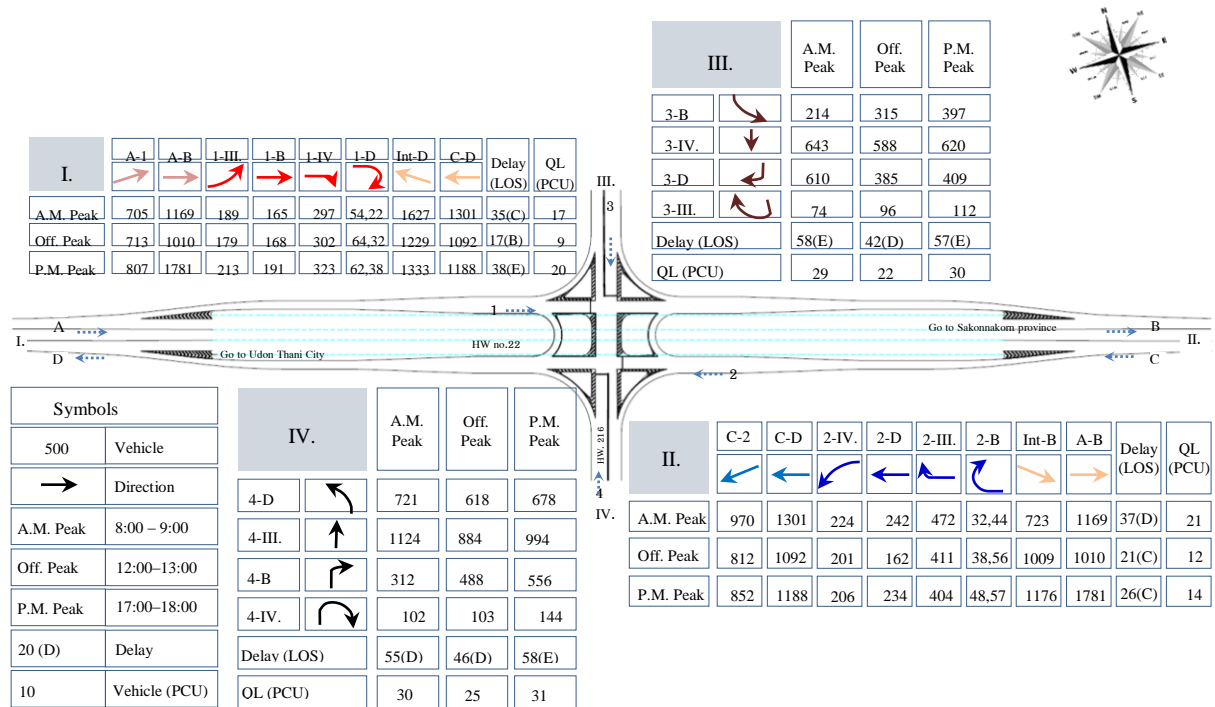 N
E
S
W
III.
A.M. Peak
Off. Peak
P.M. Peak
3-B 214 315 397
3-IV. 643 588 620
3-D 610 385 409
3-III. 74 96 112
Delay (LOS) 58(E) 42(D) 57(E)
QL (PCU) 29 22 30
I.
A-1 A-B 1-III. 1-B 1-IV 1-D Int-D C-D Delay (LOS) QL (PCU)
A.M. Peak 705 1169 189 165 297 54,22 1627 1301 35(C) 17
Off. Peak 713 1010 179 168 302 64,32 1229 1092 17(B) 9
P.M. Peak 807 1781 213 191 323 62,38 1333 1188 38(E) 20
III.
3
1
A
B
I.
II.
D
C
Go to Sakonnakom province
HW no.22
Go to Udon Thani City
2
HW. 216
4
IV.
Symbols
500 Vehicle
Direction
A.M. Peak 8:00 – 9:00
Off. Peak 12:00–13:00
P.M. Peak 17:00–18:00
20 (D) Delay
10 Vehicle (PCU)
IV.
A.M. Peak
Off. Peak
P.M. Peak
4-D 721 618 678
4-III. 1124 884 994
4-B 312 488 556
4-IV. 102 103 144
Delay (LOS) 55(D) 46(D) 58(E)
QL (PCU) 30 25 31
II.
C-2 C-D 2-IV. 2-D 2-III. 2-B Int-B A-B Delay (LOS) QL (PCU)
A.M. Peak 970 1301 224 242 472 32,44 723 1169 37(D) 21
Off. Peak 812 1092 201 162 411 38,56 1009 1010 21(C) 12
P.M. Peak 852 1188 206 234 404 48,57 1176 1781 26(C) 14